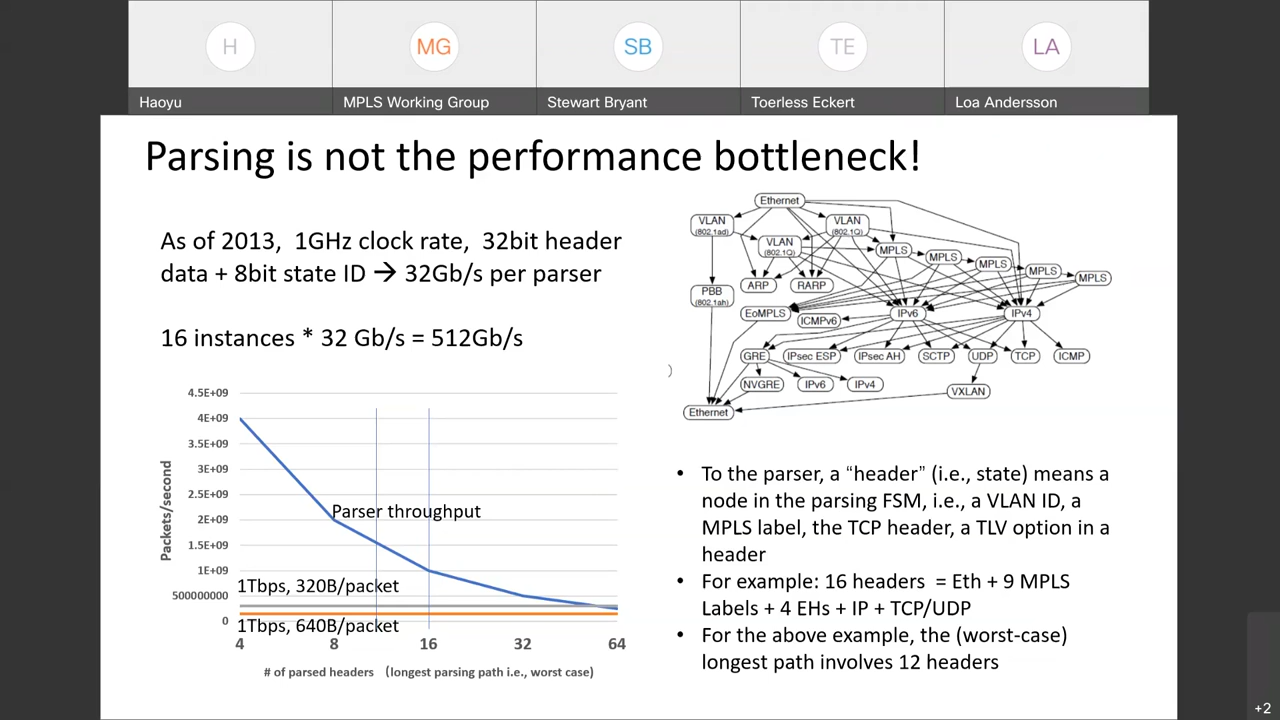 H
MG
SB
TE
LA
Haoyu
MPLS Working Group
Stewart Bryant
Toerless Eckert
Loa Andersson
Parsing is not the performance bottleneck!
As of 2013, 1GHz clock rate, 32bit header
data + 8bit state ID → 32Gb/s per parser
16 instances * 32 Gb/s = 512Gb/s
4.5E+09
4E+09
3.5E+09
3E+09
2.5E+09
2E+09
1.5E+09
1E+09
500000000
0
Packets/second
Parser throughput
1Tbps, 320B/packet
1Tbps, 640B/packet
4 8 16 32 64
# of parsed headers (longest parsing path i.e., worst case)
Ethernet
VLAN
(802.1ad)
VLAN
(802.1Q)
VLAN
(802.1Q)
MPLS
MPLS
MPLS
MPLS
MPLS
ARP
RARP
PBB
(802.1ah)
EoMPLS
ICMPv6
IPv6
IPv4
GRE
IPsec ESP
IPsec AH
SCTP
UDP
TCP
ICMP
NVGRE
IPv6
IPv4
VXLAN
Ethernet
)
• To the parser, a “header” (i.e., state) means a
node in the parsing FSM, i.e., a VLAN ID, a
MPLS label, the TCP header, a TLV option in a
header
• For example: 16 headers = Eth + 9 MPLS
Labels + 4 EHs + IP + TCP/UDP
• For the above example, the (worst-case)
longest path involves 12 headers
+2